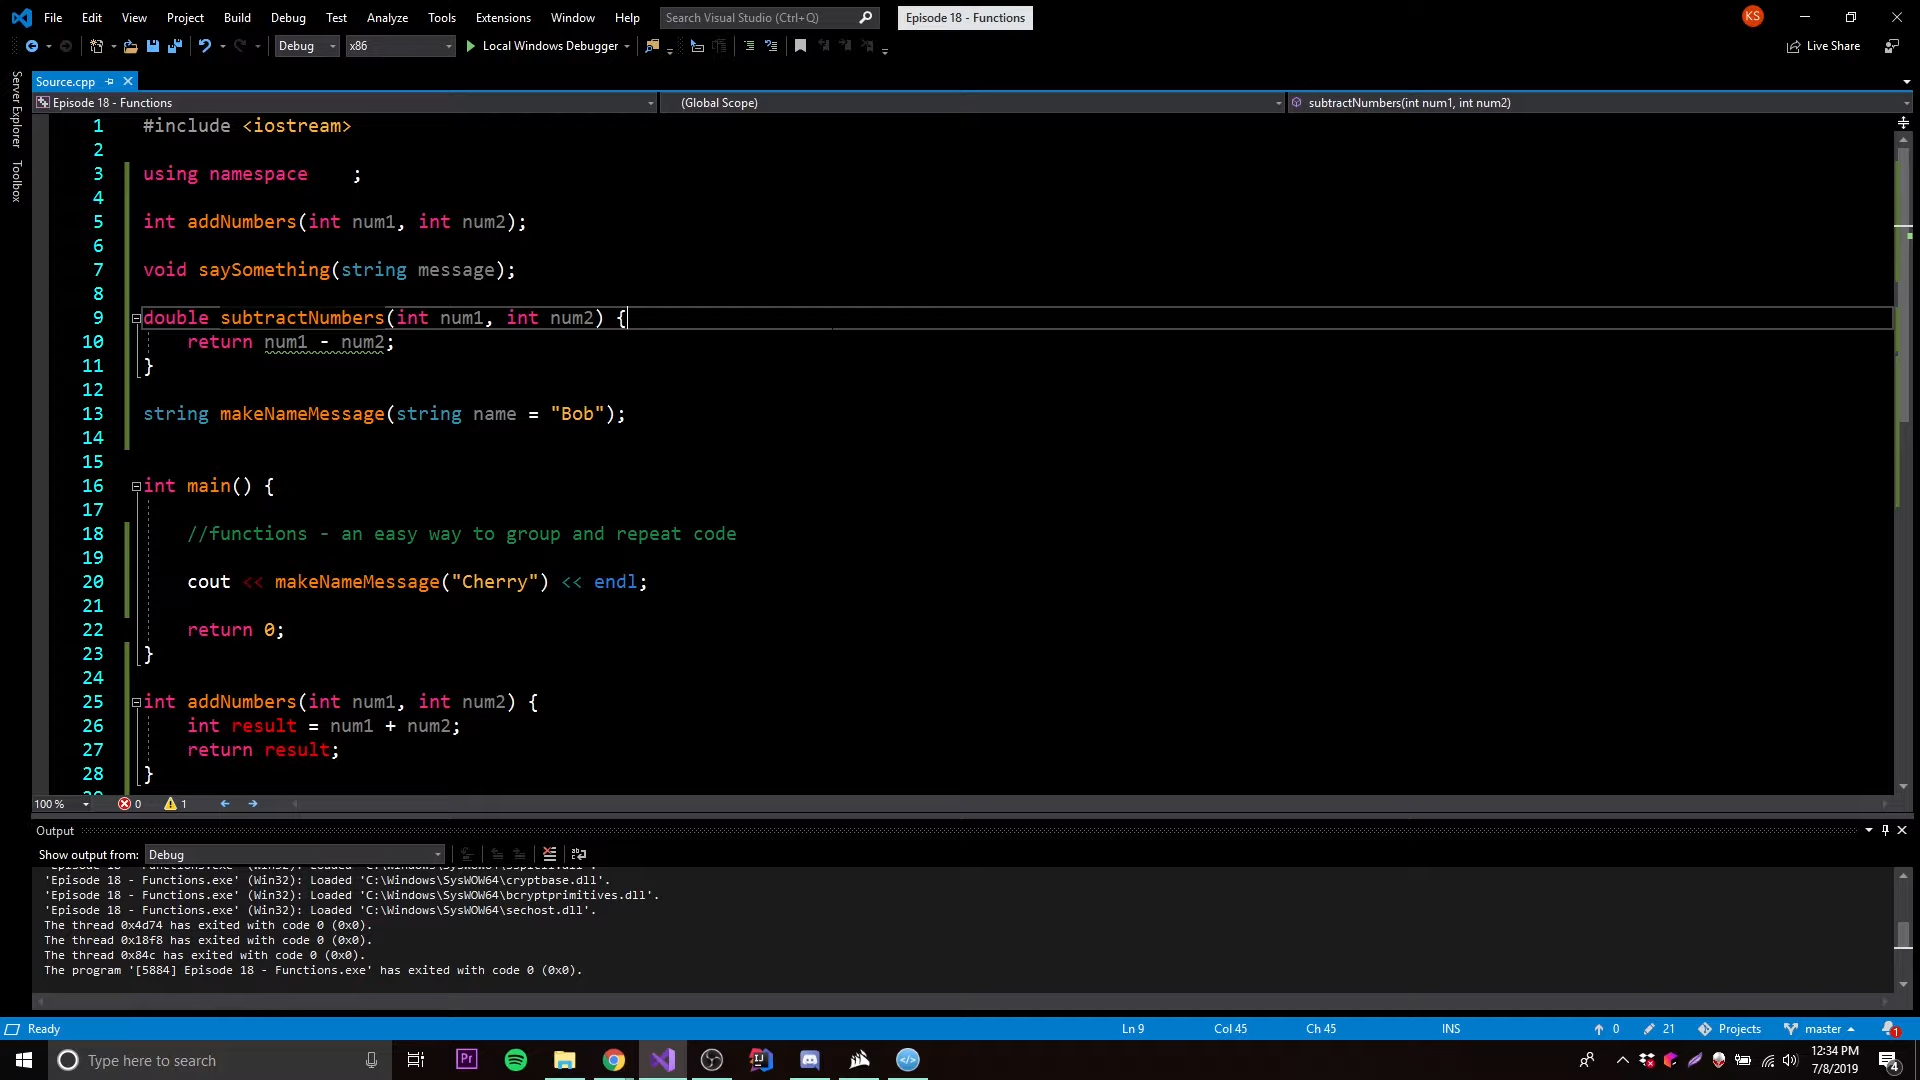 File Edit View Project Build Debug Test Analyze Tools Extensions Window Help Search Visual Studio (Ctrl+Q) Episode 18 - Functions KS
Debug x86 Local Windows Debugger Live Share
Server Explorer
Toolbox
Source.cpp
Episode 18 - Functions (Global Scope) subtractNumbers(int num1, int num2)
1 #include <iostream>
2
3 using namespace ;
4
5 int addNumbers(int num1, int num2);
6
7 void saySomething(string message);
8
9 double subtractNumbers(int num1, int num2) {
10 return num1 - num2;
11 }
12
13 string makeNameMessage(string name = "Bob");
14
15
16 int main() {
17
18 //functions - an easy way to group and repeat code
19
20 cout << makeNameMessage("Cherry") << endl;
21
22 return 0;
23 }
24
25 int addNumbers(int num1, int num2) {
26 int result = num1 + num2;
27 return result;
28 }
100 % 0 1
Output
Show output from: Debug
'Episode 18 - Functions.exe' (Win32): Loaded 'C:\Windows\SysWOW64\cryptbase.dll'.
'Episode 18 - Functions.exe' (Win32): Loaded 'C:\Windows\SysWOW64\bcryptprimitives.dll'.
'Episode 18 - Functions.exe' (Win32): Loaded 'C:\Windows\SysWOW64\sechost.dll'.
The thread 0x4d74 has exited with code 0 (0x0).
The thread 0x18f8 has exited with code 0 (0x0).
The thread 0x84c has exited with code 0 (0x0).
The program '[5884] Episode 18 - Functions.exe' has exited with code 0 (0x0).
Ready Ln 9 Col 45 Ch 45 INS 0 21 Projects master 1
Type here to search Pr IJ 12:34 PM
7/8/2019 4